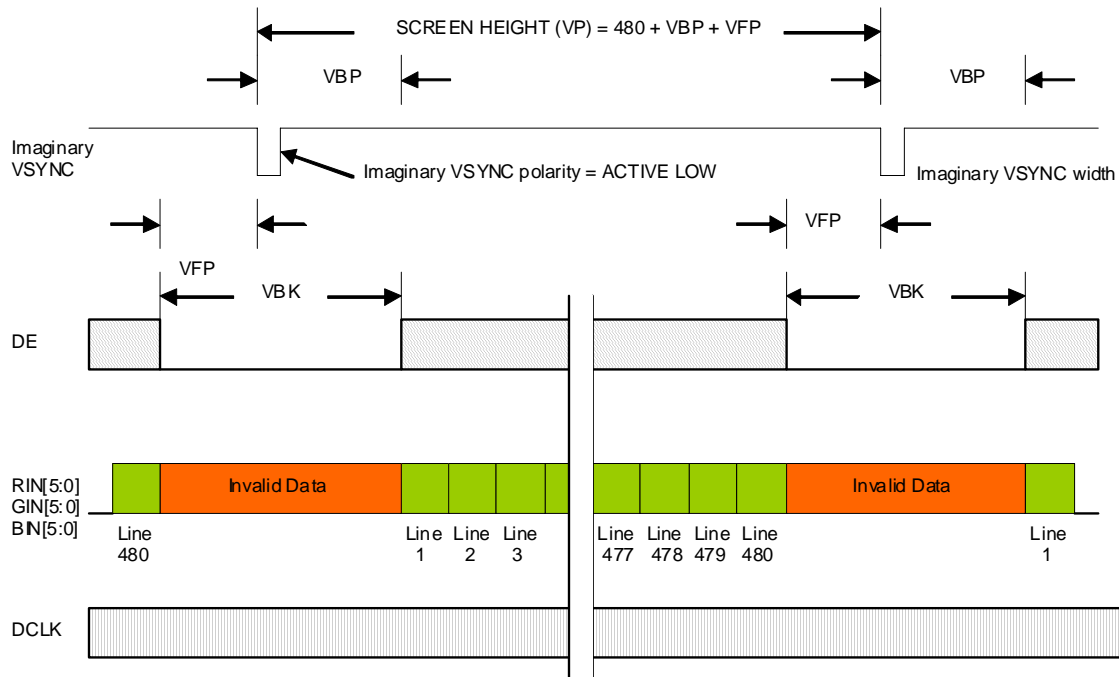 SCREEN HEIGHT (VP) = 480 + VBP + VFP
VBP
VBP
Imaginary
VSYNC
Imaginary VSYNC polarity = ACTIVE LOW
Imaginary VSYNC width
VFP
VFP
VBK
VBK
DE
RIN[5:0]
GIN[5:0]
BIN[5:0]
Invalid Data
Invalid Data
Line
480
Line
1
Line
2
Line
3
Line
477
Line
478
Line
479
Line
480
Line
1
DCLK